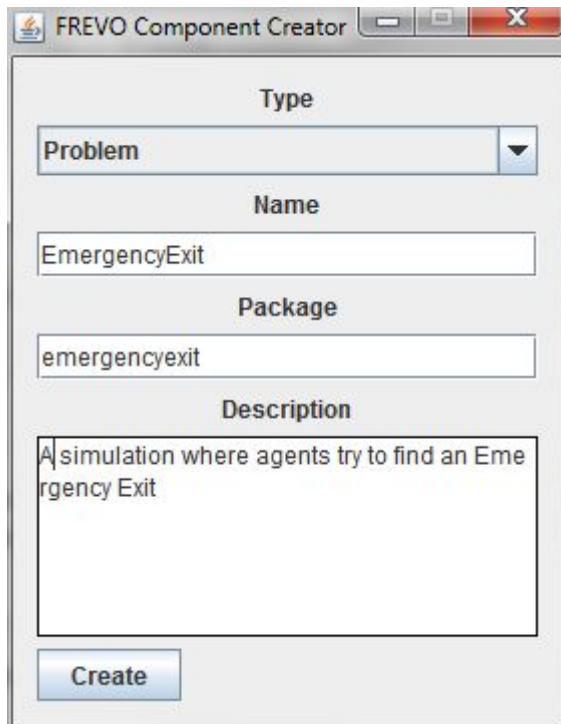 FREVO Component Creator
Type
Problem
Name
EmergencyExit
Package
emergencyexit
Description
A simulation where agents try to find an Eme
rgency Exit
Create